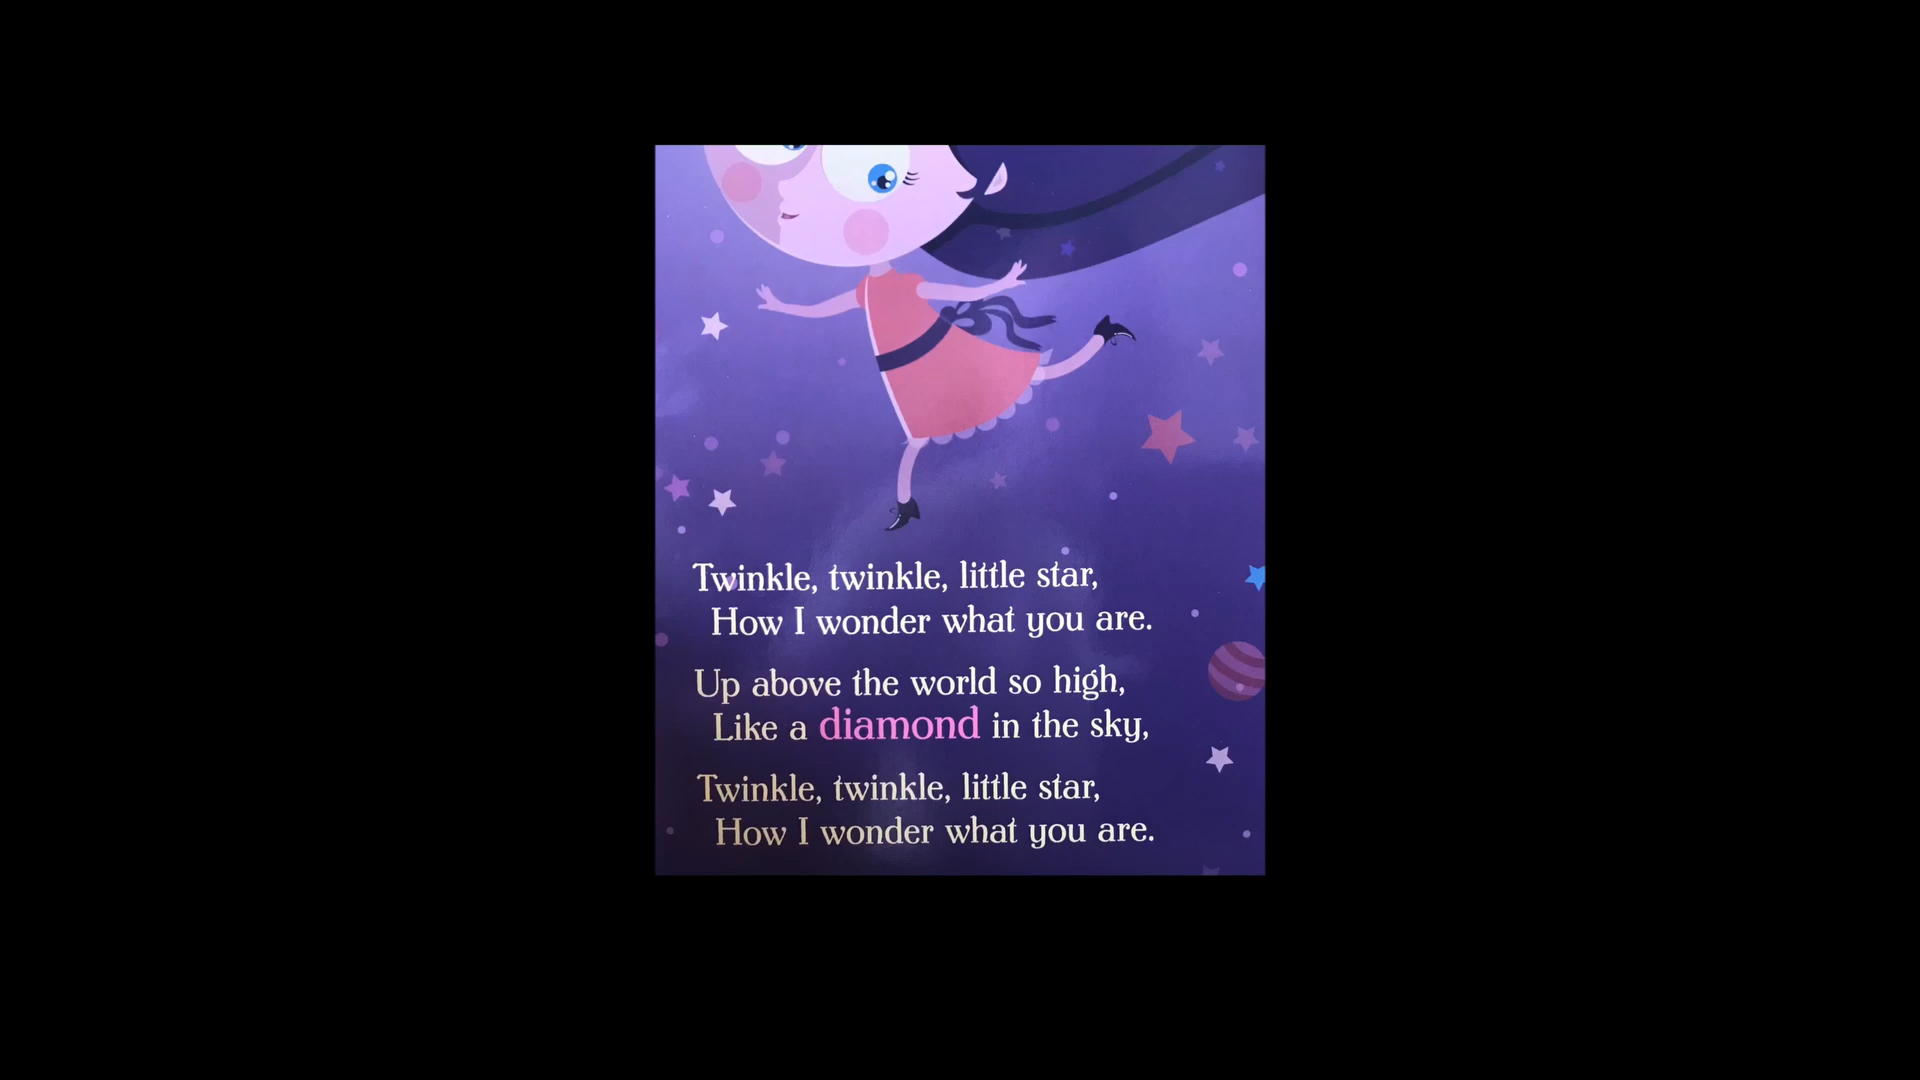 Twinkle, twinkle, little star,
How I wonder what you are.
Up above the world so high,
Like a diamond in the sky,
Twinkle, twinkle, little star,
How I wonder what you are.